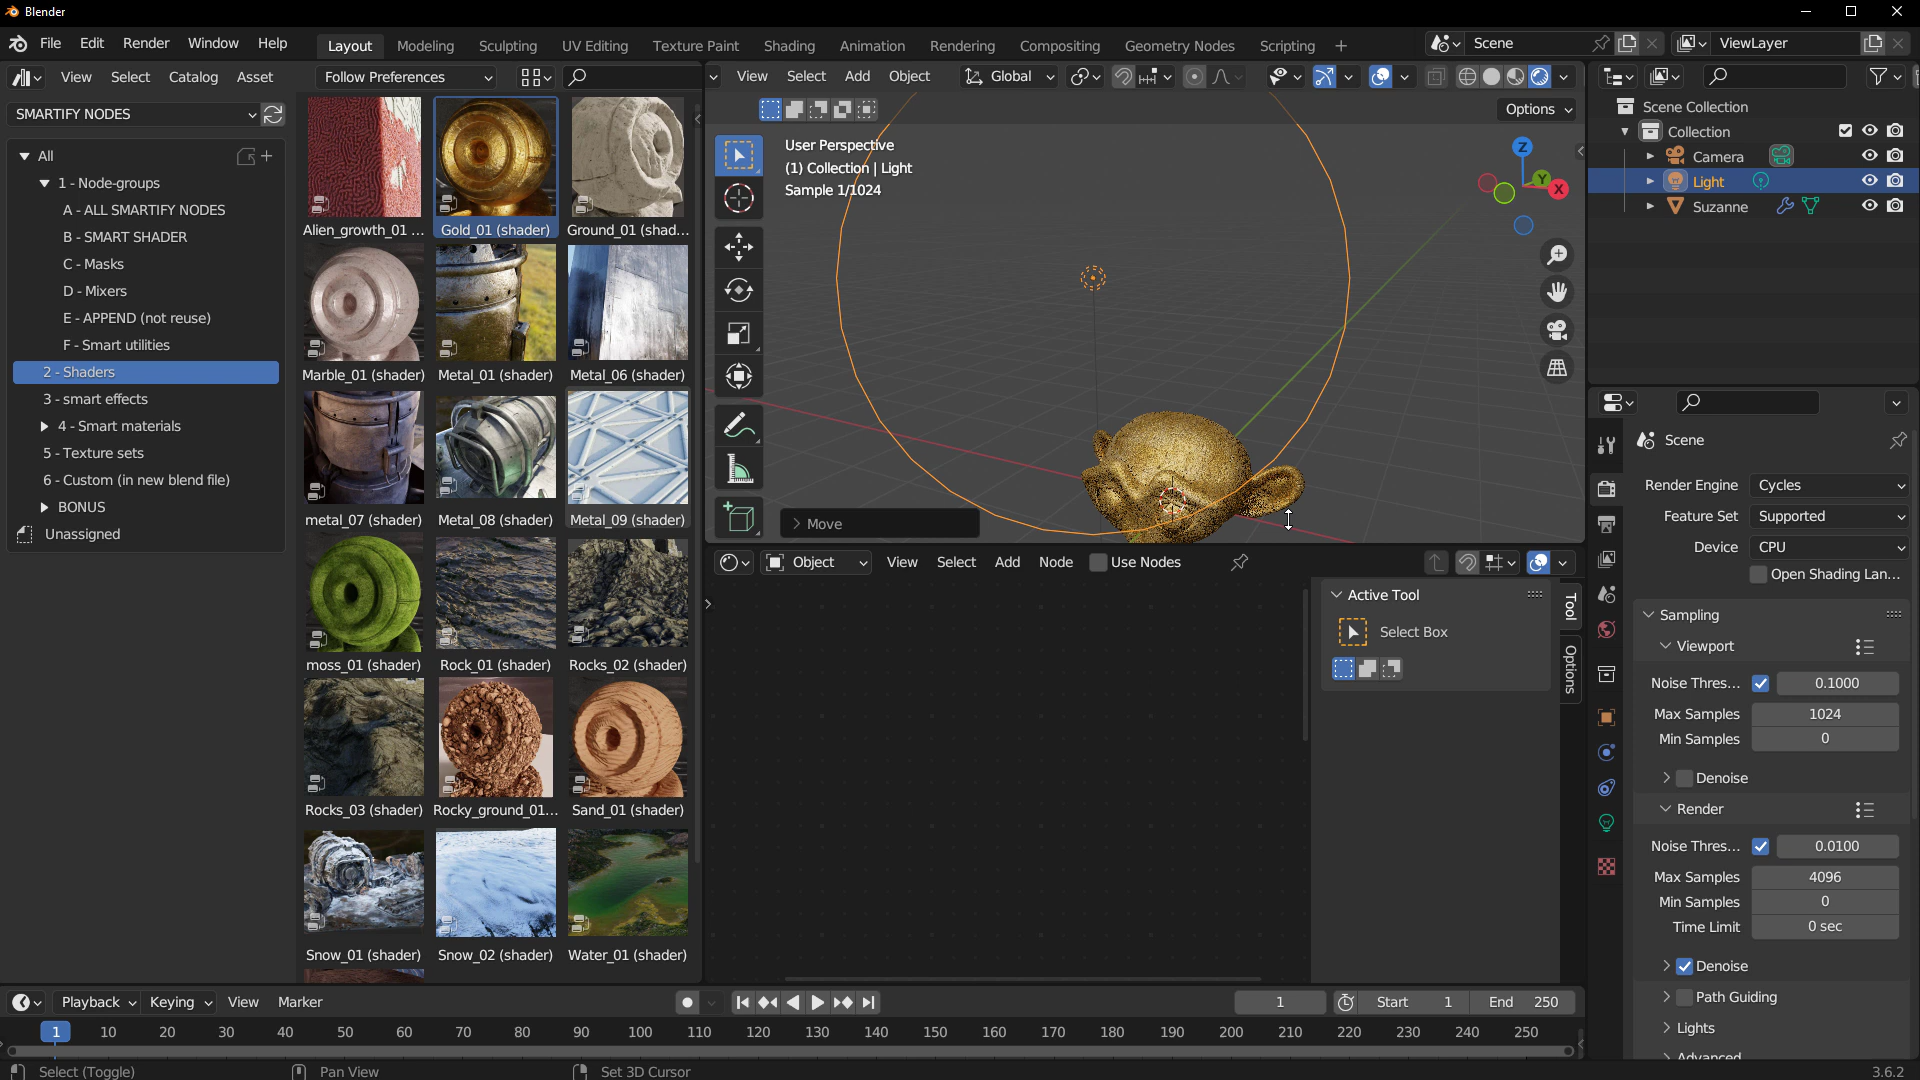 Blender
File Edit Render Window Help
Layout Modeling Sculpting UV Editing Texture Paint Shading Animation Rendering Compositing Geometry Nodes Scripting +
Scene
ViewLayer
View Select Catalog Asset
Follow Preferences
SMARTIFY NODES
All
1 - Node-groups
A - ALL SMARTIFY NODES
B - SMART SHADER
C - Masks
D - Mixers
E - APPEND (not reuse)
F - Smart utilities
2 - Shaders
3 - smart effects
4 - Smart materials
5 - Texture sets
6 - Custom (in new blend file)
BONUS
Unassigned
Alien_growth_01 ...
Gold_01 (shader)
Ground_01 (shad...
Marble_01 (shader)
Metal_01 (shader)
Metal_06 (shader)
metal_07 (shader)
Metal_08 (shader)
Metal_09 (shader)
moss_01 (shader)
Rock_01 (shader)
Rocks_02 (shader)
Rocks_03 (shader)
Rocky_ground_01...
Sand_01 (shader)
Snow_01 (shader)
Snow_02 (shader)
Water_01 (shader)
View Select Add Object
Global
Options
User Perspective
(1) Collection | Light
Sample 1/1024
Z
Y
X
Move
Object View Select Add Node Use Nodes
Active Tool
Select Box
Tool
Options
Scene Collection
Collection
Camera
Light
Suzanne
Scene
Render Engine Cycles
Feature Set Supported
Device CPU
Open Shading Lan...
Sampling
Viewport
Noise Thres... 0.1000
Max Samples 1024
Min Samples 0
Denoise
Render
Noise Thres... 0.0100
Max Samples 4096
Min Samples 0
Time Limit 0 sec
Denoise
Path Guiding
Lights
Advanced
Playback Keying View Marker
1
Start 1
End 250
1 10 20 30 40 50 60 70 80 90 100 110 120 130 140 150 160 170 180 190 200 210 220 230 240 250
Select (Toggle)
Pan View
Set 3D Cursor
3.6.2